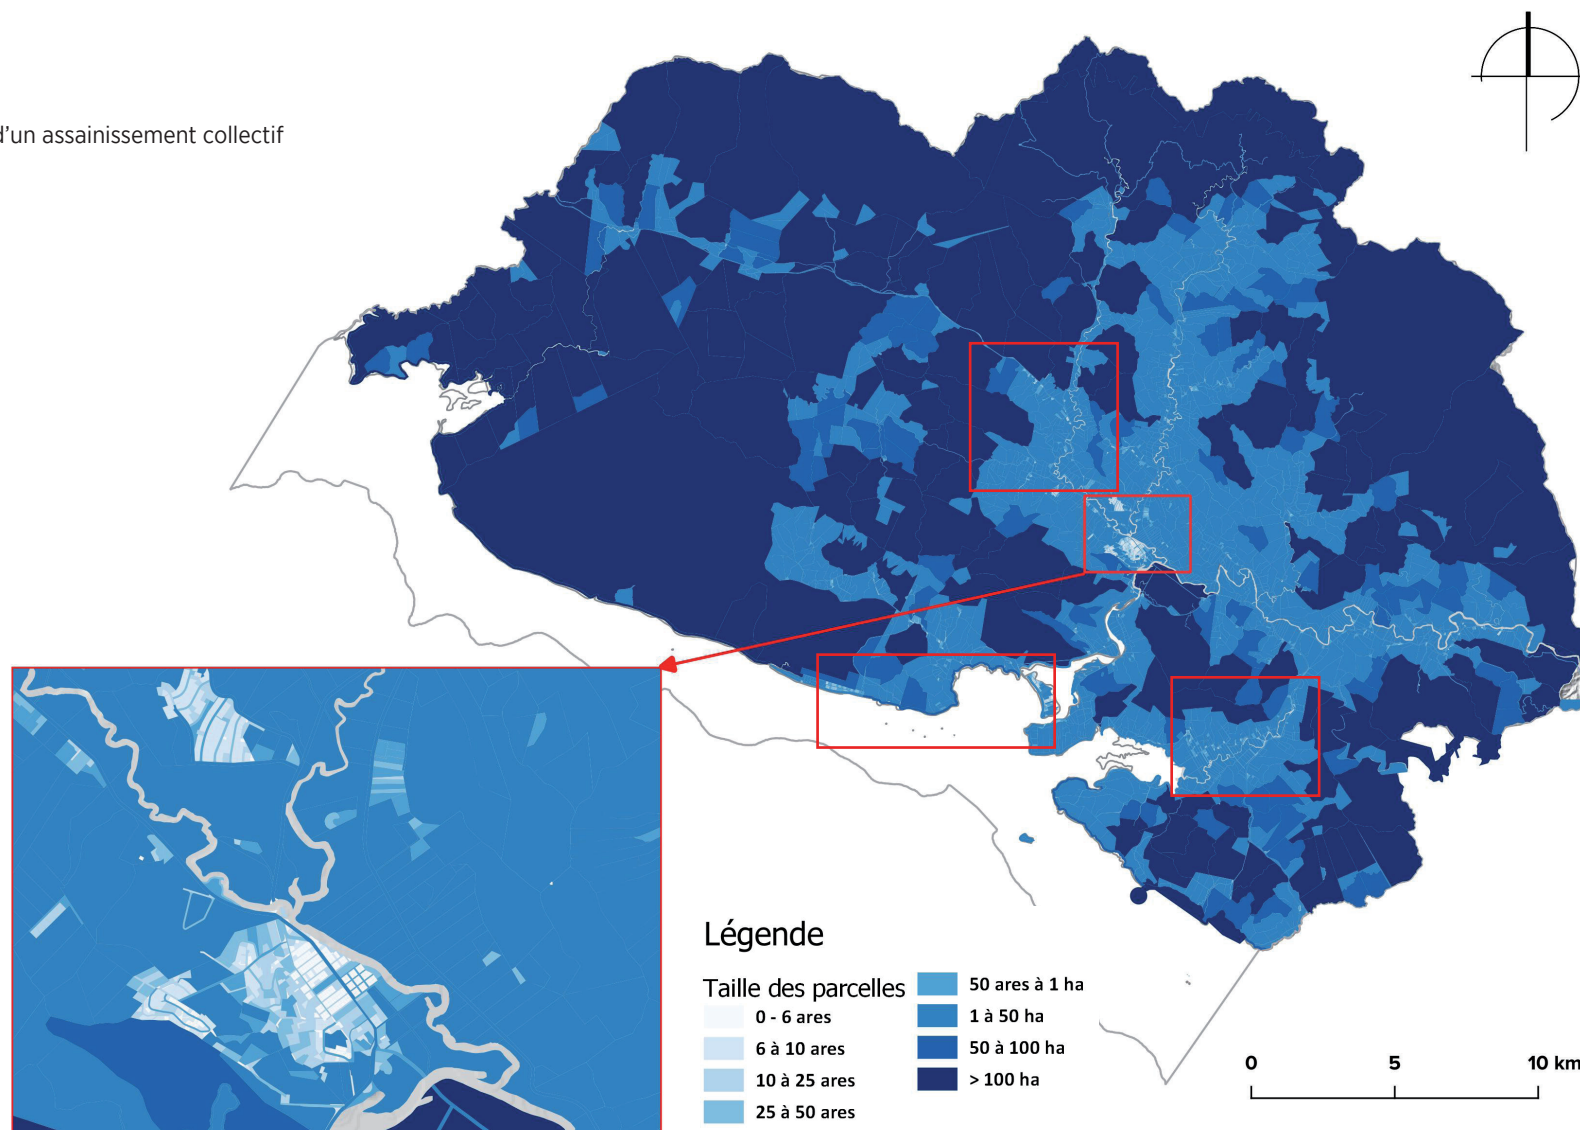 d'un assainissement collectif
Légende
Taille des parcelles
0 - 6 ares
6 à 10 ares
10 à 25 ares
25 à 50 ares
50 ares à 1 ha
1 à 50 ha
50 à 100 ha
> 100 ha
0 5 10 km